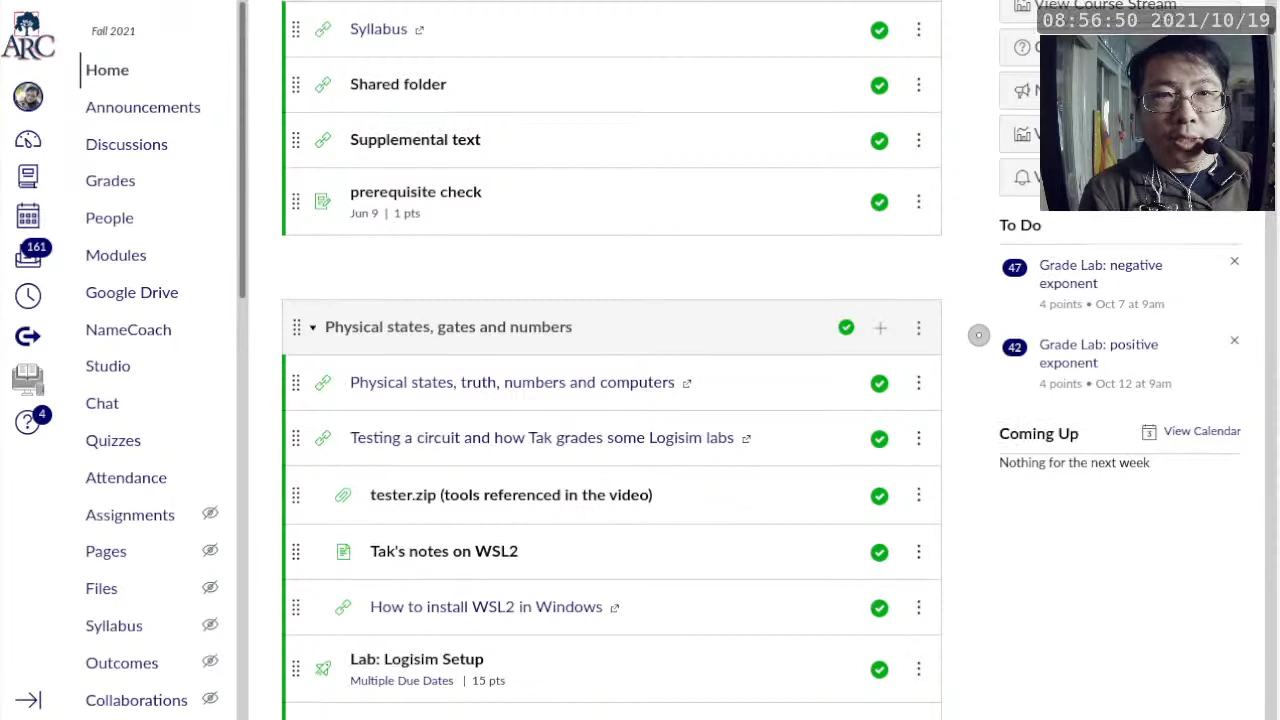 ARC
161
4
Fall 2021
Home
Announcements
Discussions
Grades
People
Modules
Google Drive
NameCoach
Studio
Chat
Quizzes
Attendance
Assignments
Pages
Files
Syllabus
Outcomes
Collaborations
Syllabus
Shared folder
Supplemental text
prerequisite check
Jun 9 | 1 pts
Physical states, gates and numbers
Physical states, truth, numbers and computers
Testing a circuit and how Tak grades some Logisim labs
tester.zip (tools referenced in the video)
Tak's notes on WSL2
How to install WSL2 in Windows
Lab: Logisim Setup
Multiple Due Dates | 15 pts
View Course Stream
08:56:50 2021/10/19
To Do
47
Grade Lab: negative
exponent
4 points • Oct 7 at 9am
42
Grade Lab: positive
exponent
4 points • Oct 12 at 9am
Coming Up
3
View Calendar
Nothing for the next week